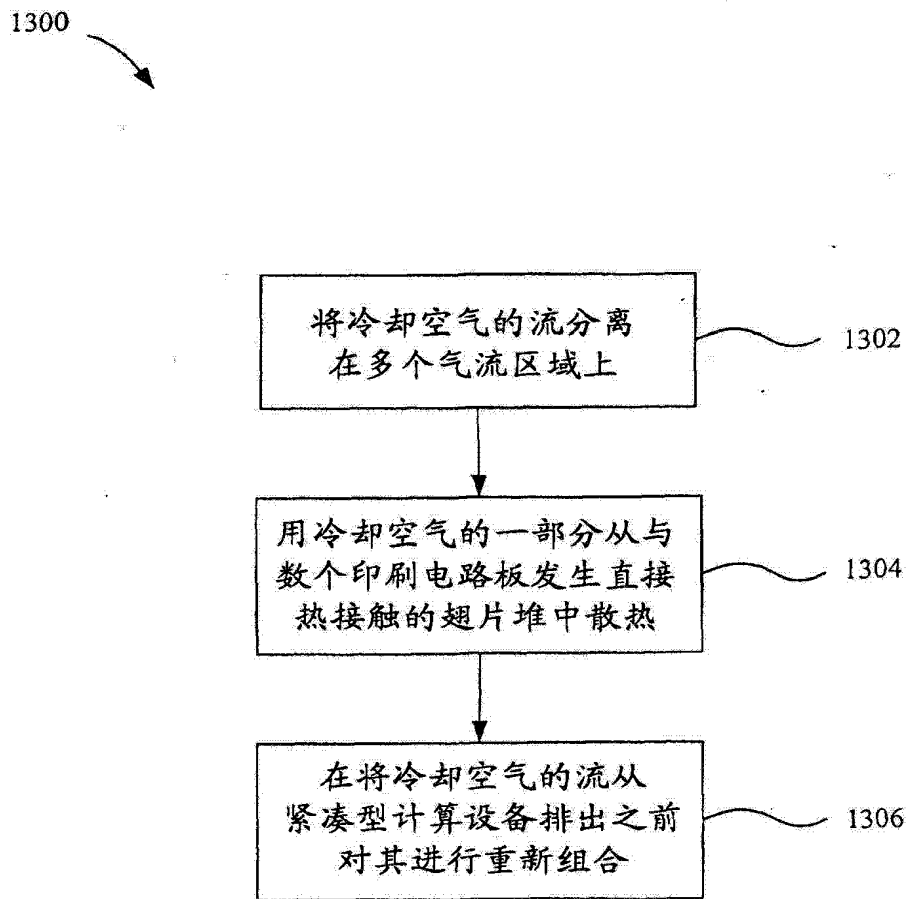 1300
将冷却空气的流分离
在多个气流区域上
1302
用冷却空气的一部分从与
数个印刷电路板发生直接
热接触的翅片堆中散热
1304
在将冷却空气的流从
紧凑型计算设备排出之前
对其进行重新组合
1306